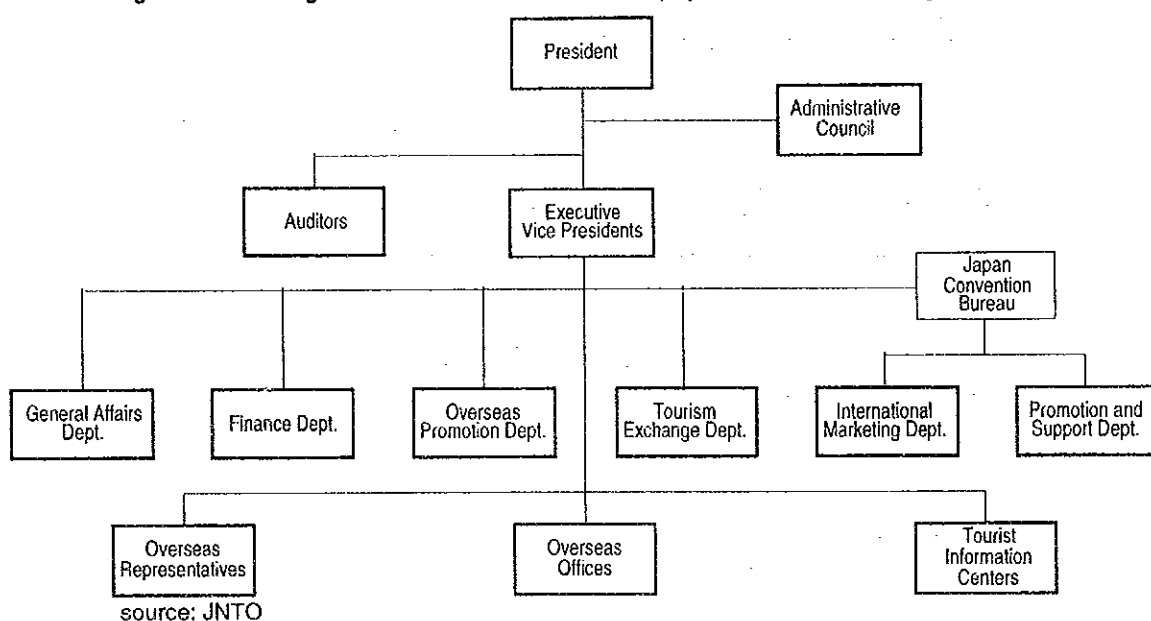 President
Administrative
Council
Auditors
Executive
Vice Presidents
Japan
Convention
Bureau
General Affairs
Dept.
Finance Dept.
Overseas
Promotion Dept.
Tourism
Exchange Dept.
International
Marketing Dept.
Promotion and
Support Dept.
Overseas
Representatives
Overseas
Offices
Tourist
Information
Centers
source: JNTO